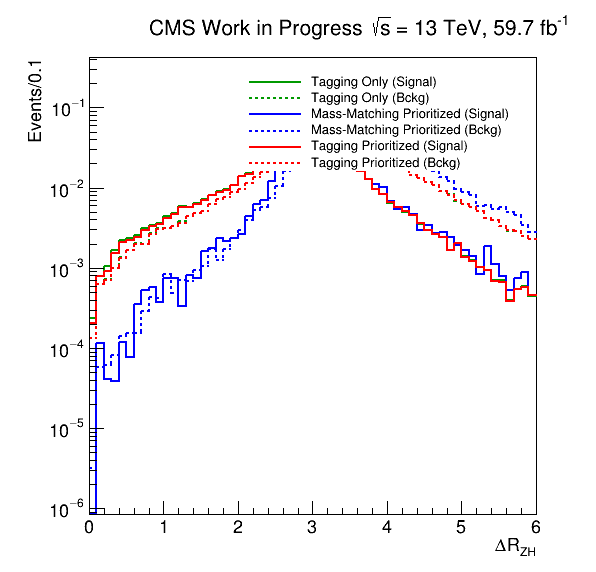 CMS Work in Progress √s = 13 TeV, 59.7 fb⁻¹
Events/0.1
Tagging Only (Signal)
Tagging Only (Bckg)
Mass-Matching Prioritized (Signal)
Mass-Matching Prioritized (Bckg)
Tagging Prioritized (Signal)
Tagging Prioritized (Bckg)
10⁻¹
10⁻²
10⁻³
10⁻⁴
10⁻⁵
10⁻⁶
0 1 2 3 4 5 6
ΔR_ZH